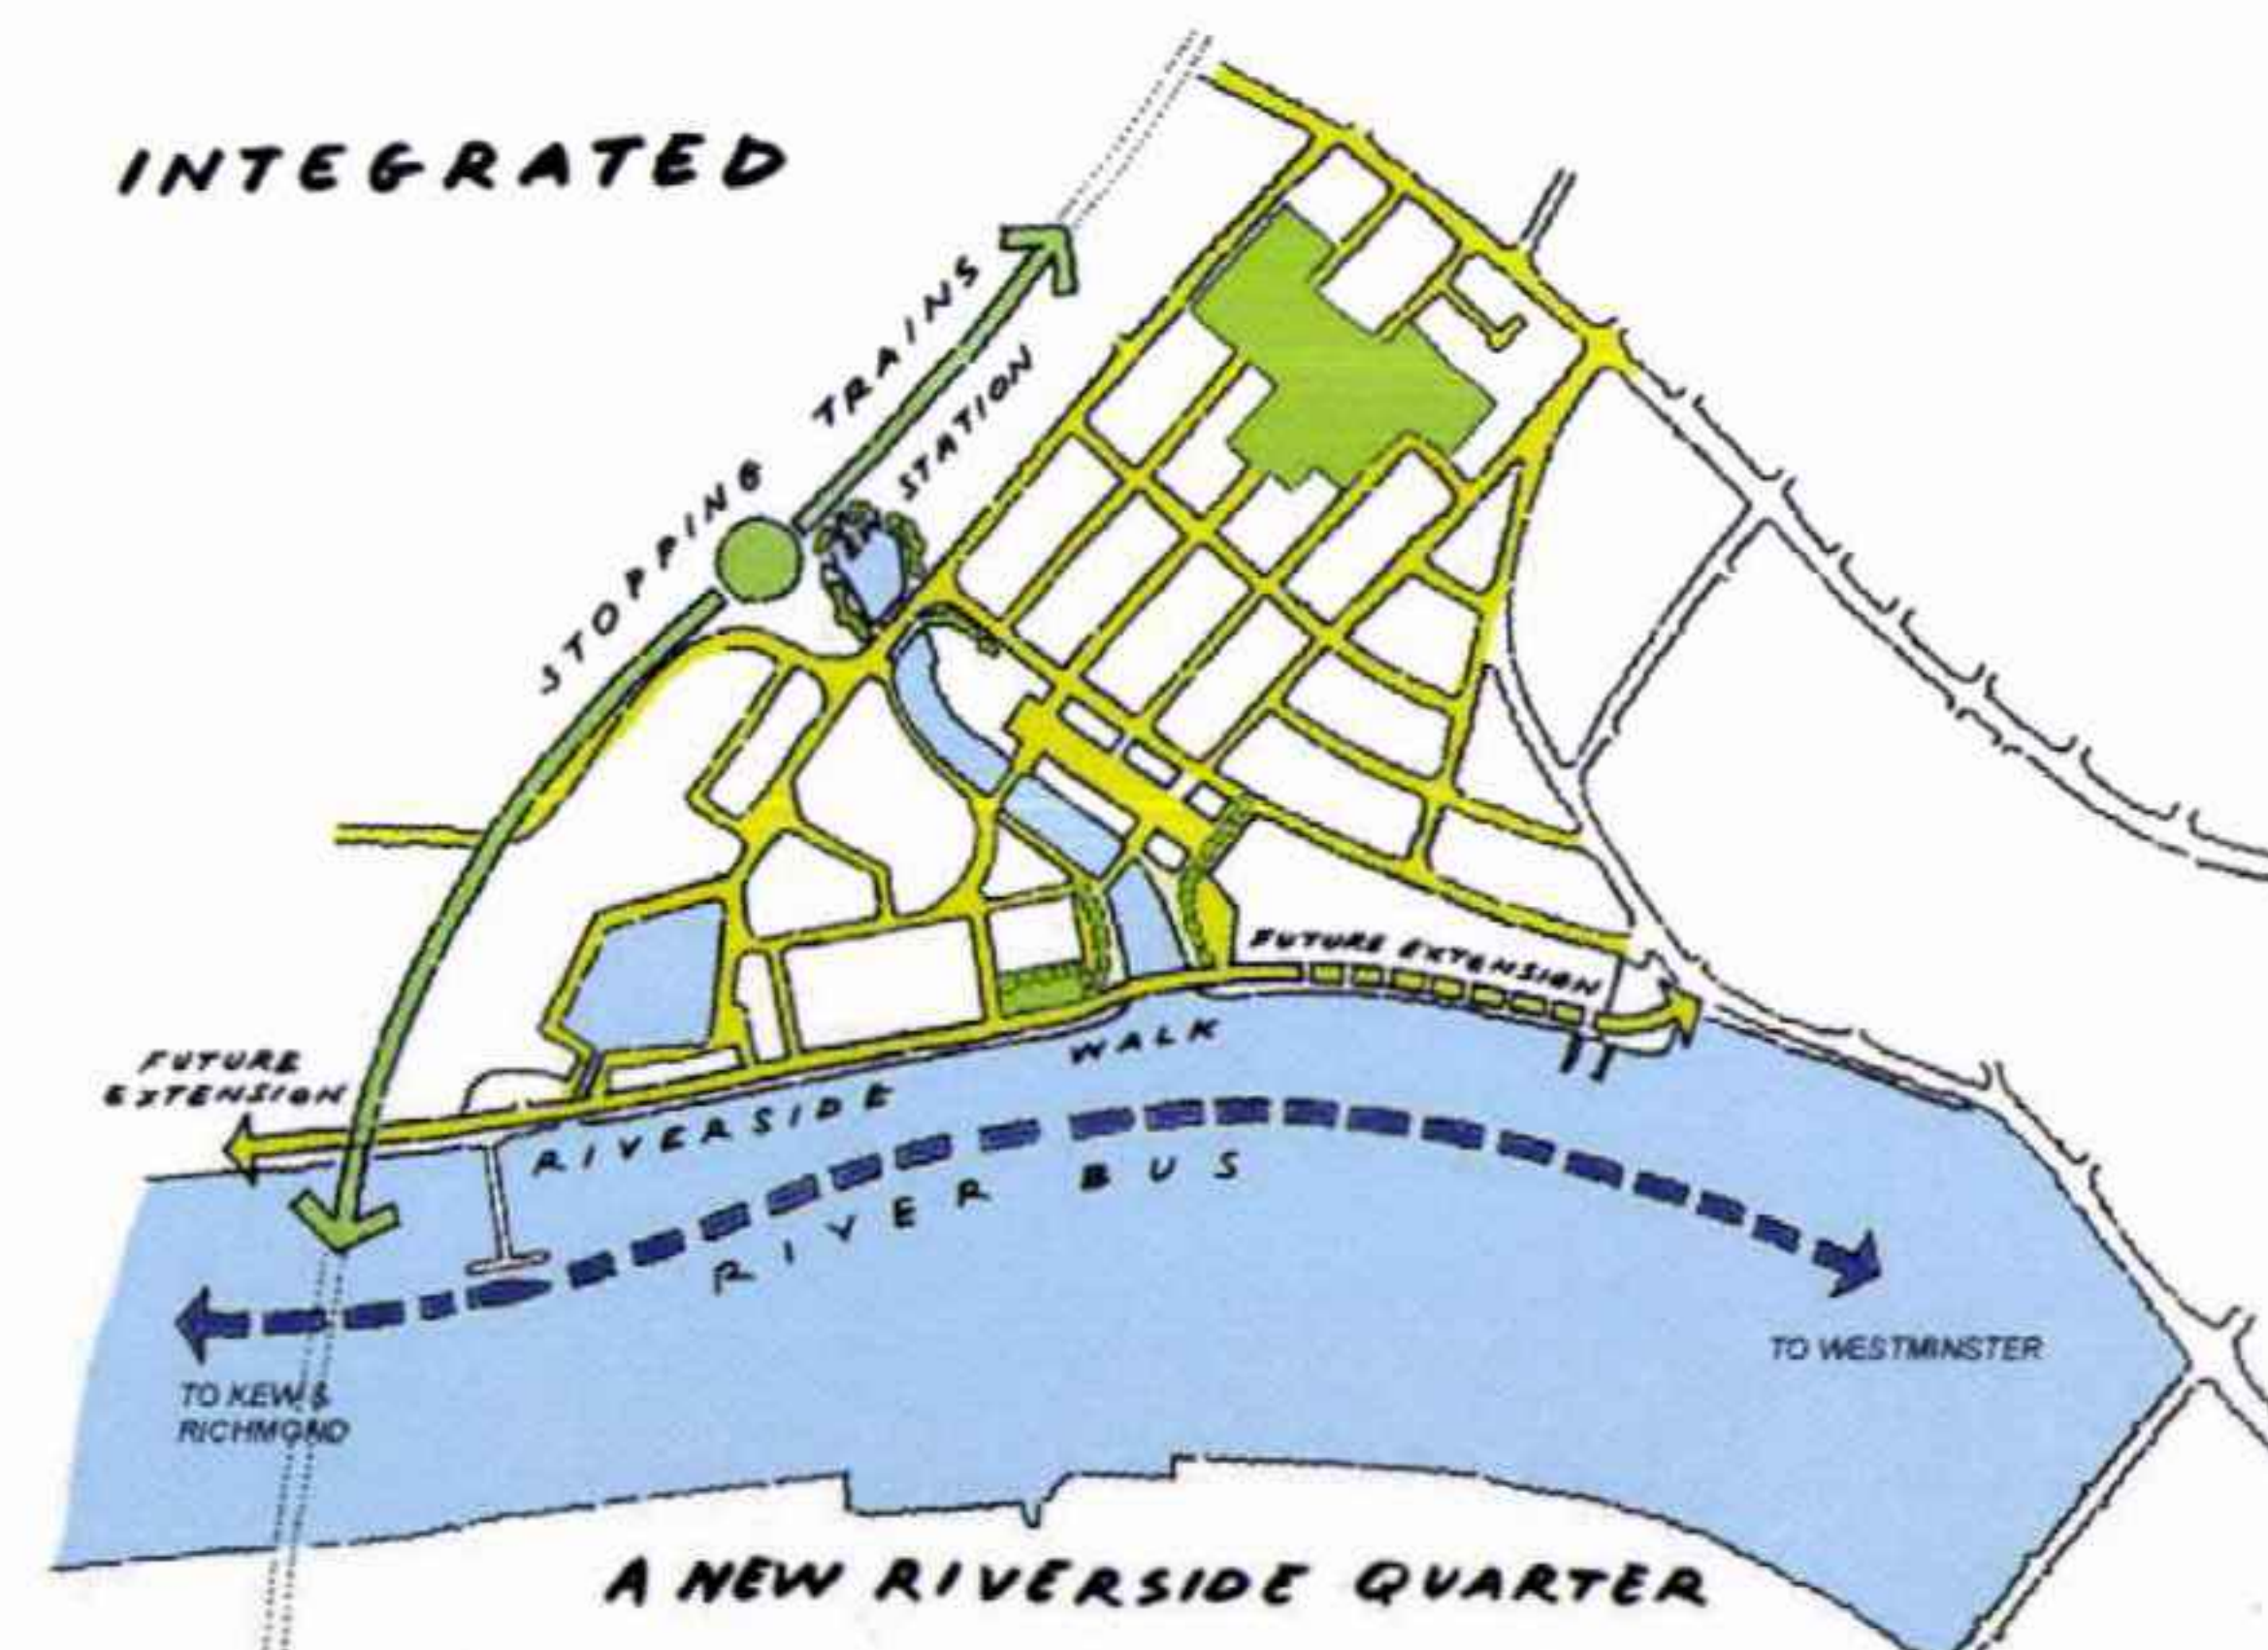 INTEGRATED
STOPPING TRAINS
STATION
FUTURE EXTENSION
FUTURE
EXTENSION
RIVERSIDE WALK
RIVER BUS
TO WESTMINSTER
TO KEW &
RICHMOND
A NEW RIVERSIDE QUARTER